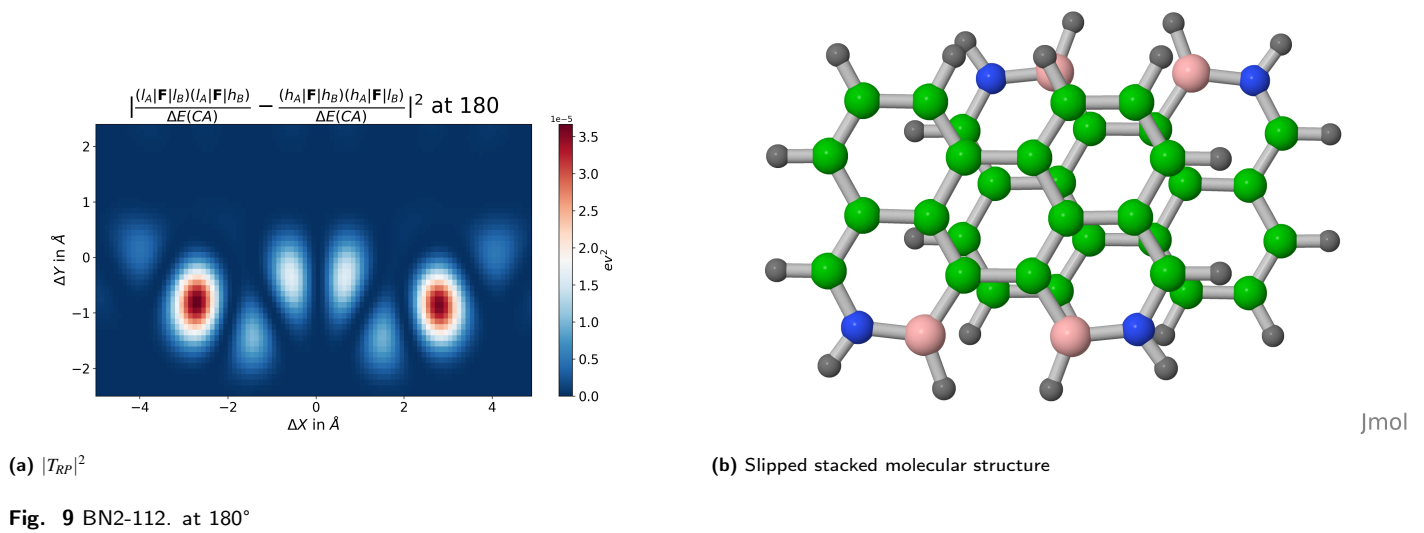 |(l_A|F|l_B)(l_A|F|h_B)/ΔE(CA) − (h_A|F|h_B)(h_A|F|l_B)/ΔE(CA)|² at 180
1e−5
3.5
3.0
2.5
2.0
1.5
1.0
0.5
0.0
ev²
2
1
0
−1
−2
ΔY in Å
−4 −2 0 2 4
ΔX in Å
Jmol
(a) |T_RP|²
(b) Slipped stacked molecular structure
Fig. 9 BN2-112. at 180°